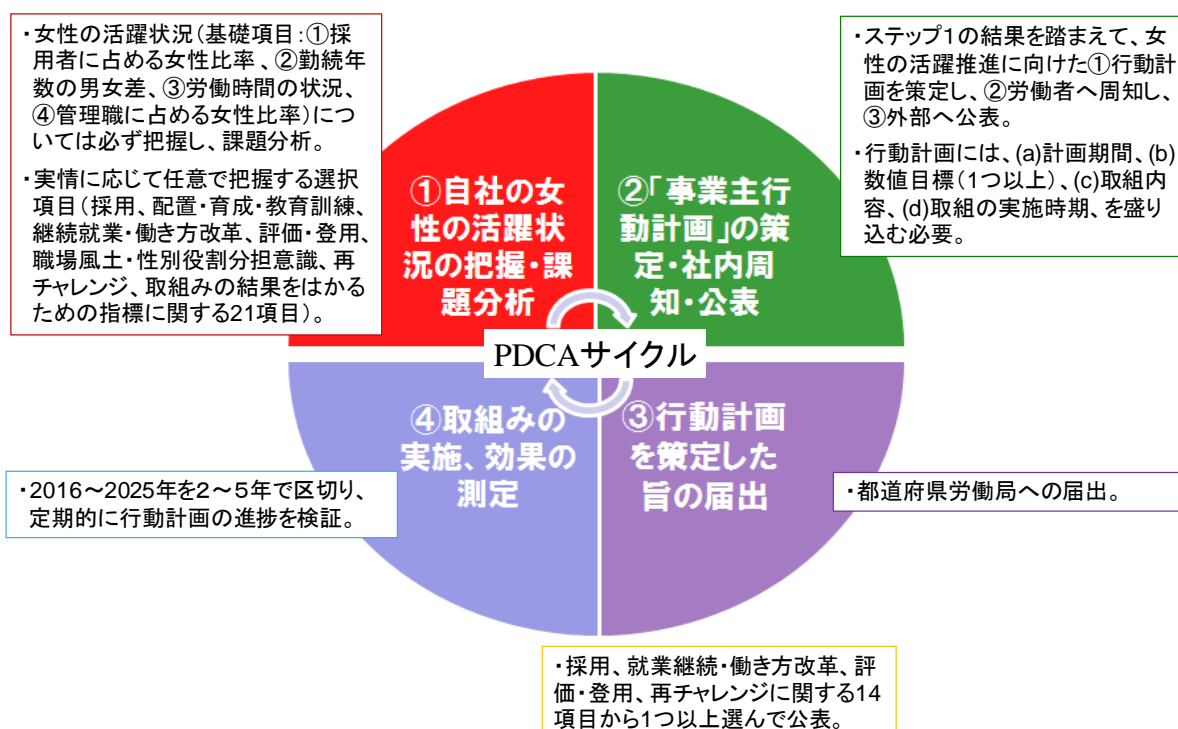 ・女性の活躍状況（基礎項目：①採
用者に占める女性比率、②勤続年
数の男女差、③労働時間の状況、
④管理職に占める女性比率）につ
いては必ず把握し、課題分析。
・実情に応じて任意で把握する選択
項目（採用、配置・育成・教育訓練、
継続就業・働き方改革、評価・登用、
職場風土・性別役割分担意識、再
チャレンジ、取組みの結果をはかる
ための指標に関する21項目）。
・ステップ1の結果を踏まえて、女
性の活躍推進に向けた①行動計
画を策定し、②労働者へ周知し、
③外部へ公表。
・行動計画には、(a)計画期間、(b)
数値目標（1つ以上）、(c)取組内
容、(d)取組の実施時期、を盛り
込む必要。
①自社の女
性の活躍状
況の把握・課
題分析
②「事業主行
動計画」の策
定・社内周
知・公表
PDCAサイクル
④取組みの
実施、効果の
測定
③行動計画
を策定した
旨の届出
・2016～2025年を2～5年で区切り、
定期的に行動計画の進捗を検証。
・都道府県労働局への届出。
・採用、就業継続・働き方改革、評
価・登用、再チャレンジに関する14
項目から1つ以上選んで公表。